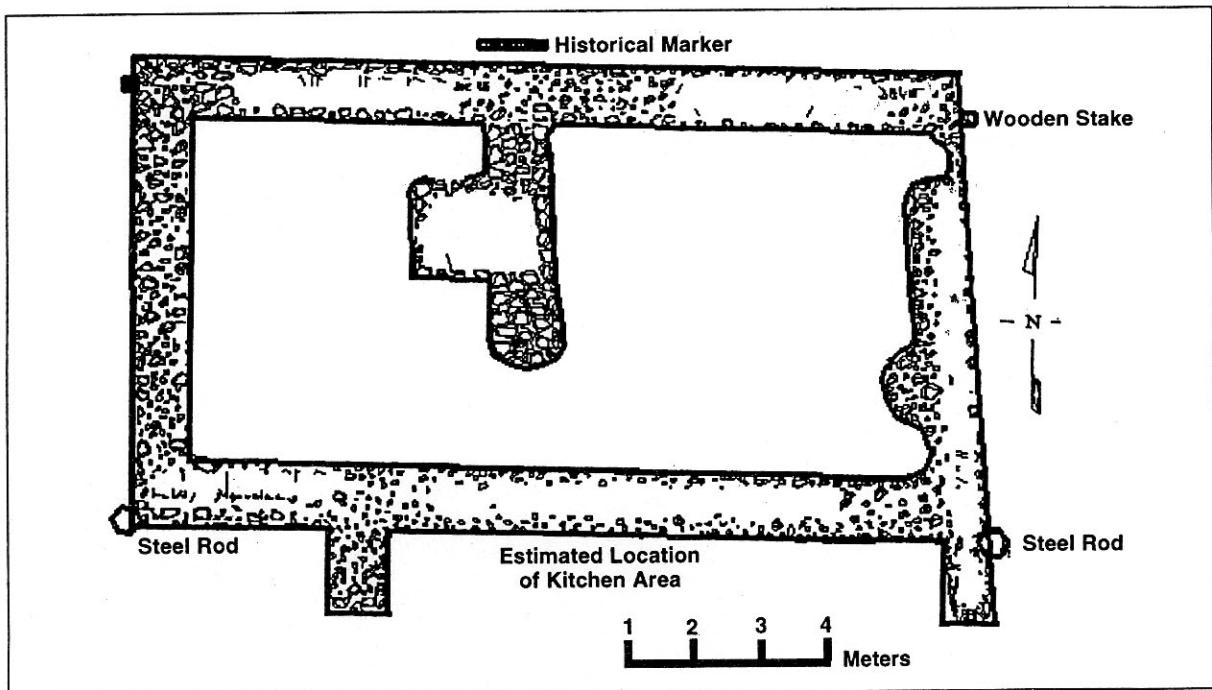 Historical Marker
Wooden Stake
- N -
Steel Rod
Estimated Location
of Kitchen Area
Steel Rod
1 2 3 4
Meters